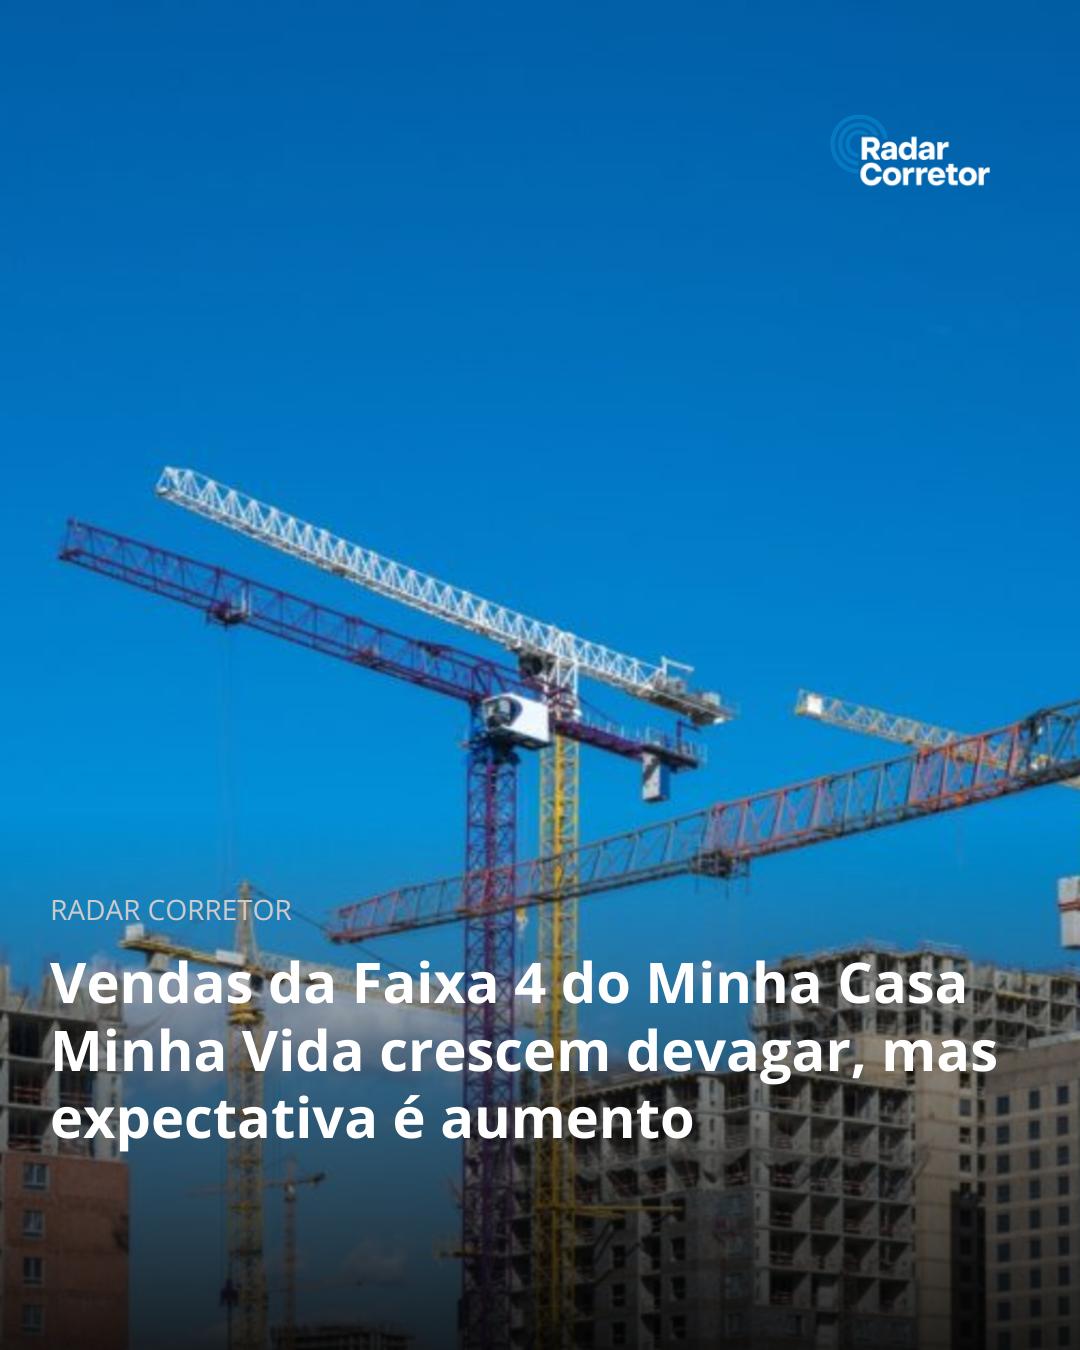 Radar
Corretor
RADAR CORRETOR
Vendas da Faixa 4 do Minha Casa
Minha Vida crescem devagar, mas
expectativa é aumento